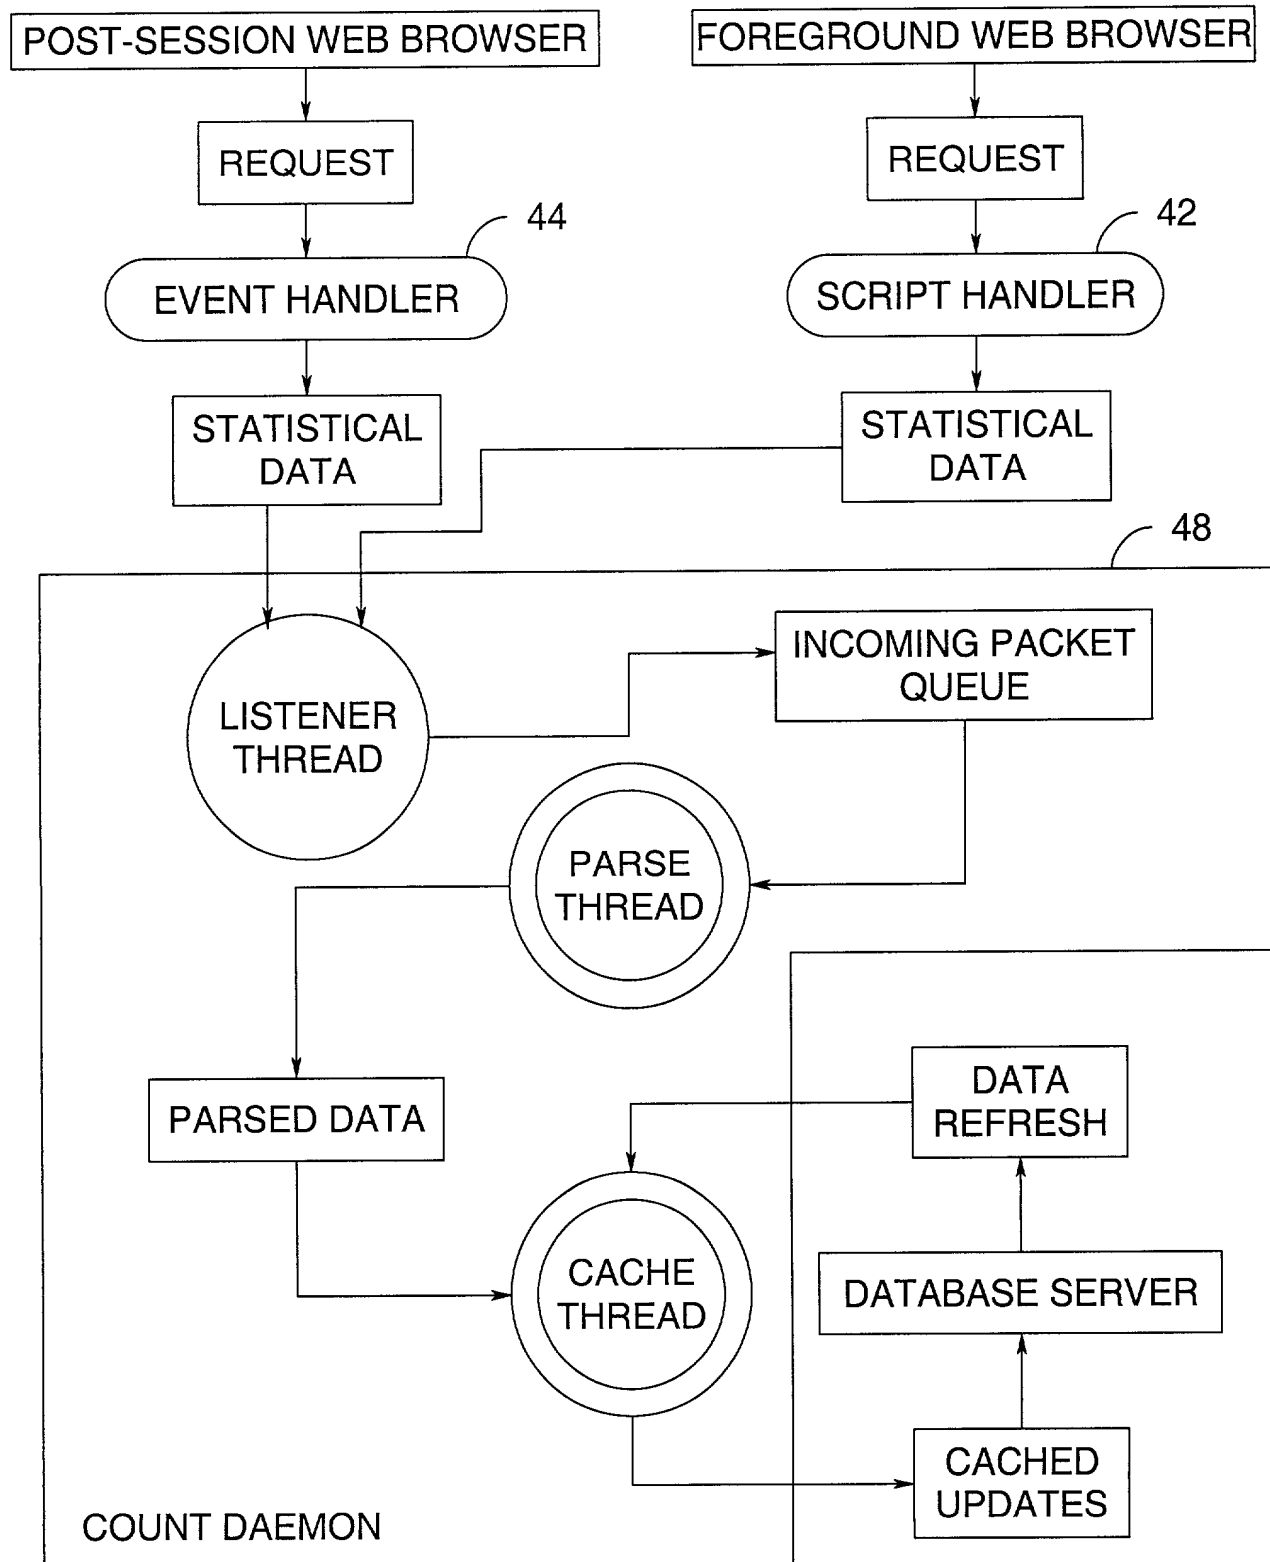 POST-SESSION WEB BROWSER
FOREGROUND WEB BROWSER
REQUEST
REQUEST
44
42
EVENT HANDLER
SCRIPT HANDLER
STATISTICAL
DATA
STATISTICAL
DATA
48
LISTENER
THREAD
INCOMING PACKET
QUEUE
PARSE
THREAD
PARSED DATA
DATA
REFRESH
CACHE
THREAD
DATABASE SERVER
CACHED
UPDATES
COUNT DAEMON